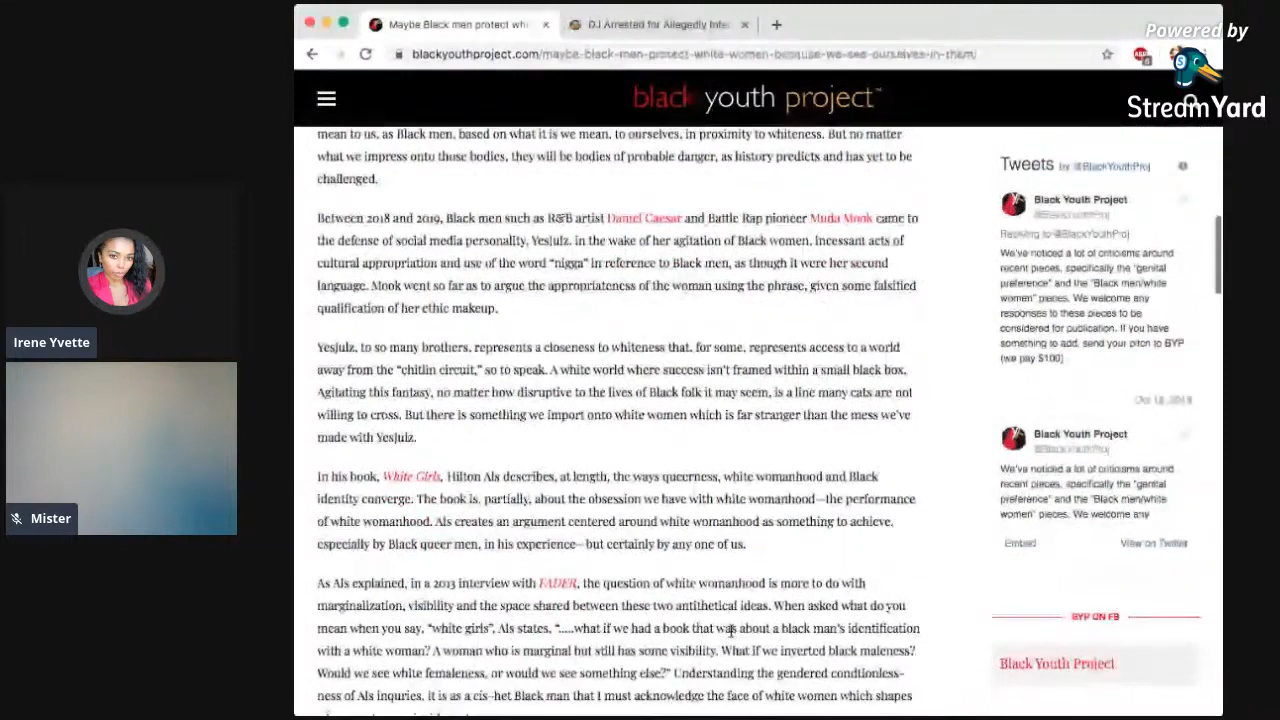 Maybe Black men protect whi
DJ Arrested for Allegedly Inte
blackyouthproject.com/maybe-black-men-protect-white-women-because-we-see-ourselves-in-them/
Powered by
StreamYard
black youth project™
mean to us, as Black men, based on what it is we mean, to ourselves, in proximity to whiteness. But no matter
what we impress onto those bodies, they will be bodies of probable danger, as history predicts and has yet to be
challenged.
Between 2018 and 2019, Black men such as R&B artist Daniel Caesar and Battle Rap pioneer Muda Mook came to
the defense of social media personality, YesJulz, in the wake of her agitation of Black women, incessant acts of
cultural appropriation and use of the word “nigga” in reference to Black men, as though it were her second
language. Mook went so far as to argue the appropriateness of the woman using the phrase, given some falsified
qualification of her ethic makeup.
YesJulz, to so many brothers, represents a closeness to whiteness that, for some, represents access to a world
away from the “chitlin circuit,” so to speak. A white world where success isn’t framed within a small black box.
Agitating this fantasy, no matter how disruptive to the lives of Black folk it may seem, is a line many cats are not
willing to cross. But there is something we import onto white women which is far stranger than the mess we’ve
made with YesJulz.
In his book, White Girls, Hilton Als describes, at length, the ways queerness, white womanhood and Black
identity converge. The book is, partially, about the obsession we have with white womanhood—the performance
of white womanhood. Als creates an argument centered around white womanhood as something to achieve,
especially by Black queer men, in his experience—but certainly by any one of us.
As Als explained, in a 2013 interview with FADER, the question of white womanhood is more to do with
marginalization, visibility and the space shared between these two antithetical ideas. When asked what do you
mean when you say, “white girls”, Als states, “.....what if we had a book that was about a black man’s identification
with a white woman? A woman who is marginal but still has some visibility. What if we inverted black maleness?
Would we see white femaleness, or would we see something else?” Understanding the gendered condtionless-
ness of Als inquries, it is as a cis-het Black man that I must acknowledge the face of white women which shapes
Tweets by @BlackYouthProj
Black Youth Project
@BlackYouthProj
Replying to @BlackYouthProj
We've noticed a lot of criticisms around
recent pieces, specifically the "genital
preference" and the "Black men/white
women" pieces. We welcome any
responses to these pieces to be
considered for publication. If you have
something to add, send your pitch to BYP
(we pay $100)
Oct 18, 2019
Black Youth Project
@BlackYouthProj
We've noticed a lot of criticisms around
recent pieces, specifically the "genital
preference" and the "Black men/white
women" pieces. We welcome any
Embed
View on Twitter
BYP ON FB
Black Youth Project
Irene Yvette
Mister